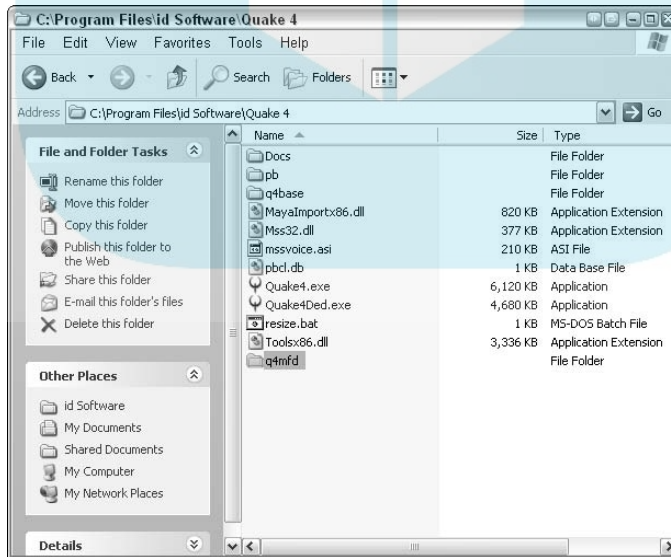 C:\Program Files\id Software\Quake 4
File Edit View Favorites Tools Help
Back Search Folders
Address C:\Program Files\id Software\Quake 4 Go
File and Folder Tasks
Rename this folder
Move this folder
Copy this folder
Publish this folder to
the Web
Share this folder
E-mail this folder's files
Delete this folder
Other Places
id Software
My Documents
Shared Documents
My Computer
My Network Places
Details
Name Size Type
Docs File Folder
pb File Folder
q4base File Folder
MayaImportx86.dll 820 KB Application Extension
Mss32.dll 377 KB Application Extension
mssvoice.asi 210 KB ASI File
pbcl.db 1 KB Data Base File
Quake4.exe 6,120 KB Application
Quake4Ded.exe 4,680 KB Application
resize.bat 1 KB MS-DOS Batch File
Toolsx86.dll 3,336 KB Application Extension
q4mfd File Folder